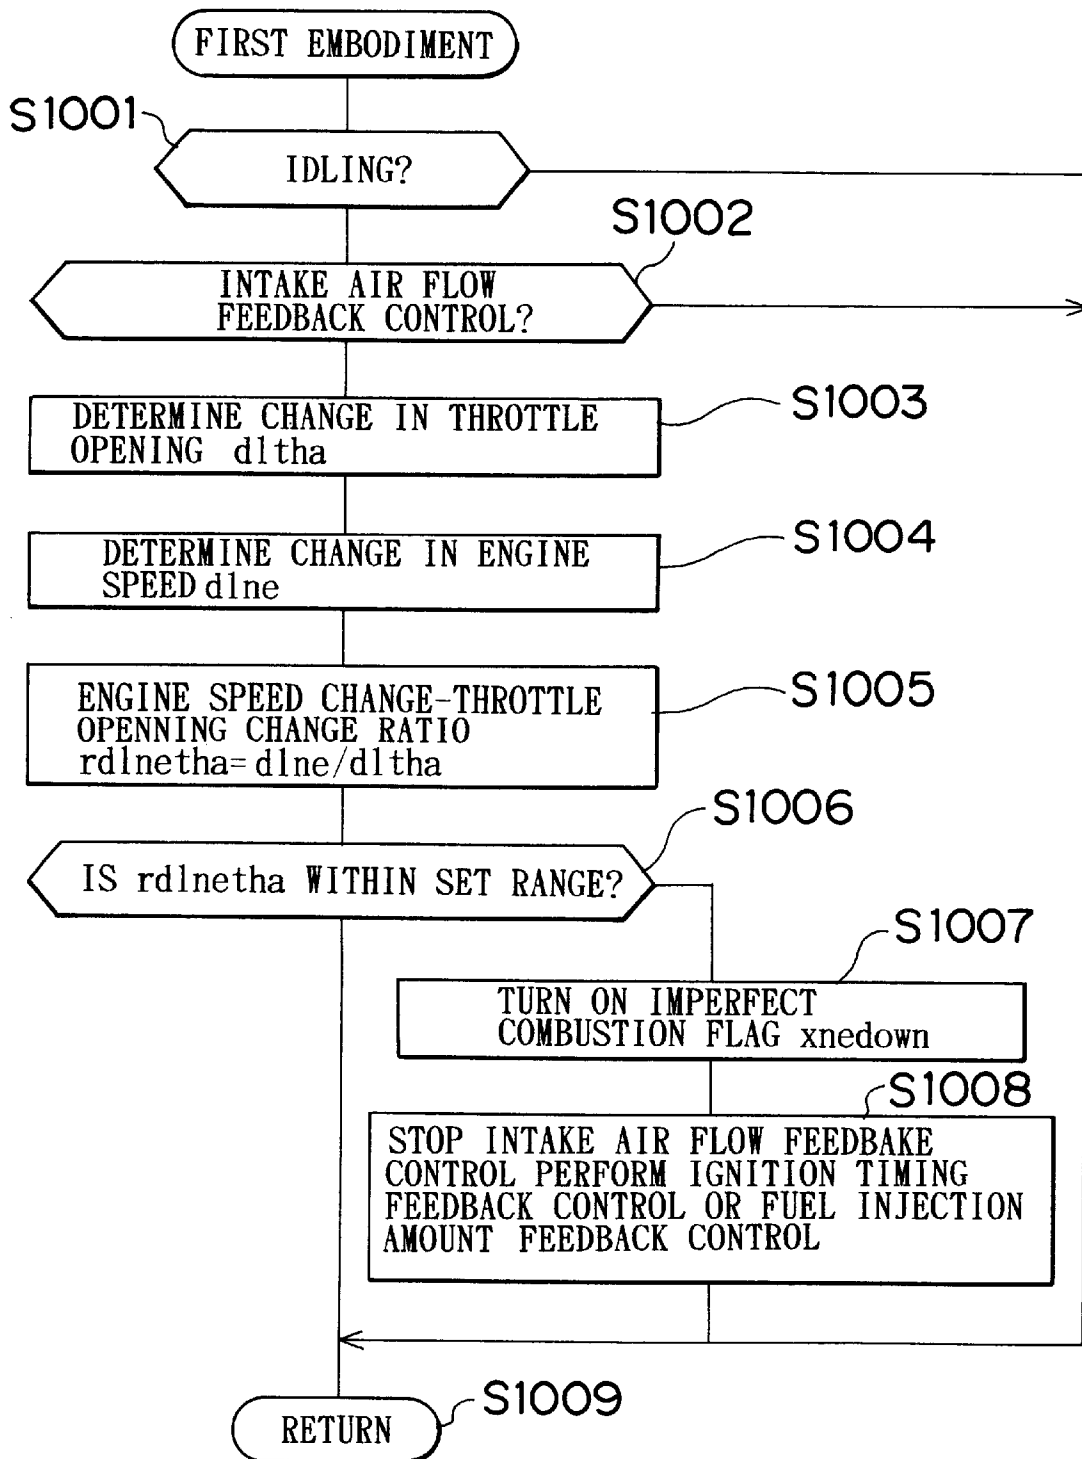 FIRST EMBODIMENT
S1001
IDLING?
S1002
INTAKE AIR FLOW
FEEDBACK CONTROL?
S1003
DETERMINE CHANGE IN THROTTLE
OPENING dltha
S1004
DETERMINE CHANGE IN ENGINE
SPEED dlne
S1005
ENGINE SPEED CHANGE-THROTTLE
OPENNING CHANGE RATIO
rdlnetha=dlne/dltha
S1006
IS rdlnetha WITHIN SET RANGE?
S1007
TURN ON IMPERFECT
COMBUSTION FLAG xnedown
S1008
STOP INTAKE AIR FLOW FEEDBAKE
CONTROL PERFORM IGNITION TIMING
FEEDBACK CONTROL OR FUEL INJECTION
AMOUNT FEEDBACK CONTROL
S1009
RETURN